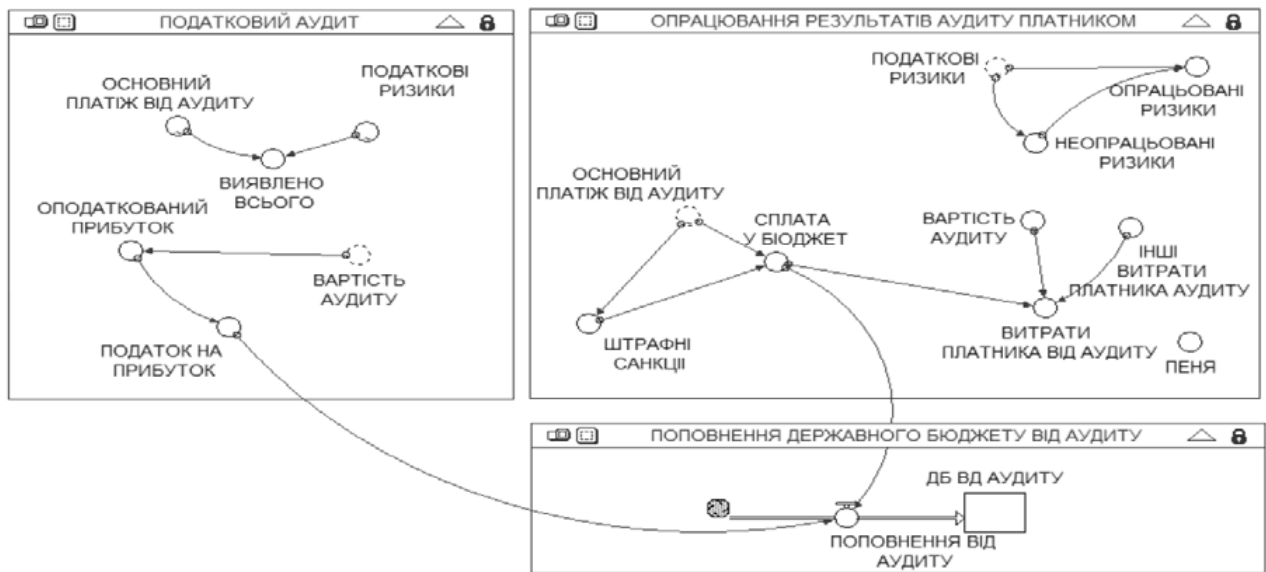 ПОДАТКОВИЙ АУДИТ
ОСНОВНИЙ
ПЛАТІЖ ВІД АУДИТУ
ПОДАТКОВІ
РИЗИКИ
ВИЯВЛЕНО
ВСЬОГО
ОПОДАТКОВАНИЙ
ПРИБУТОК
ВАРТІСТЬ
АУДИТУ
ПОДАТОК НА
ПРИБУТОК
ОПРАЦЮВАННЯ РЕЗУЛЬТАТІВ АУДИТУ ПЛАТНИКОМ
ПОДАТКОВІ
РИЗИКИ
ОПРАЦЬОВАНІ
РИЗИКИ
НЕОПРАЦЬОВАНІ
РИЗИКИ
ОСНОВНИЙ
ПЛАТІЖ ВІД АУДИТУ
СПЛАТА
У БЮДЖЕТ
ВАРТІСТЬ
АУДИТУ
ІНШІ
ВИТРАТИ
ПЛАТНИКА АУДИТУ
ШТРАФНІ
САНКЦІЇ
ВИТРАТИ
ПЛАТНИКА ВІД АУДИТУ
ПЕНЯ
ПОПОВНЕННЯ ДЕРЖАВНОГО БЮДЖЕТУ ВІД АУДИТУ
ДБ ВД АУДИТУ
ПОПОВНЕННЯ ВІД
АУДИТУ